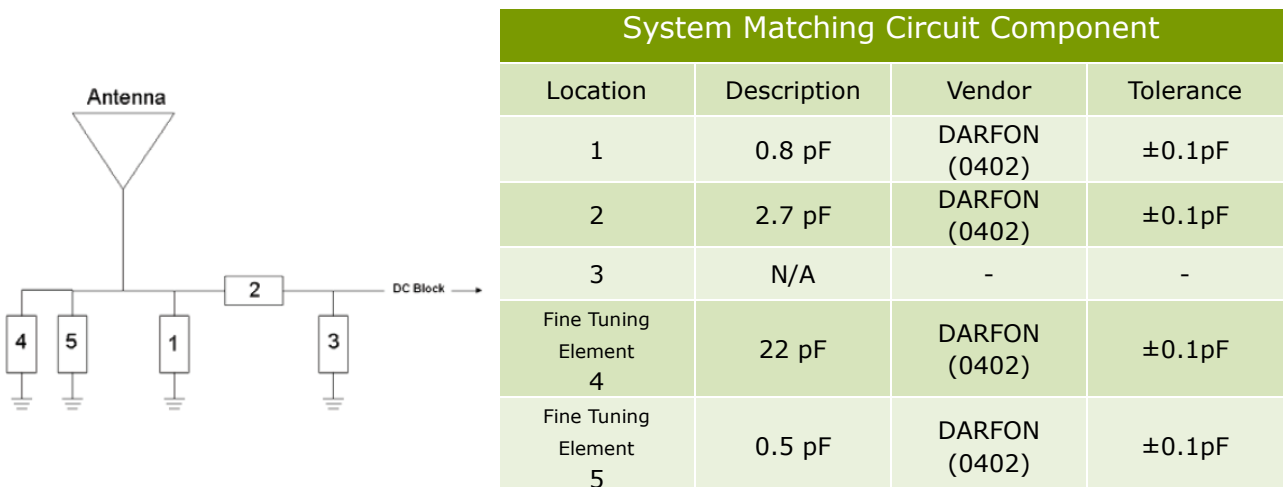 Antenna
2
DC Block
4
5
1
3
System Matching Circuit Component
Location Description Vendor Tolerance
1 0.8 pF DARFON (0402) ±0.1pF
2 2.7 pF DARFON (0402) ±0.1pF
3 N/A - -
Fine Tuning
Element
4 22 pF DARFON (0402) ±0.1pF
Fine Tuning
Element
5 0.5 pF DARFON (0402) ±0.1pF